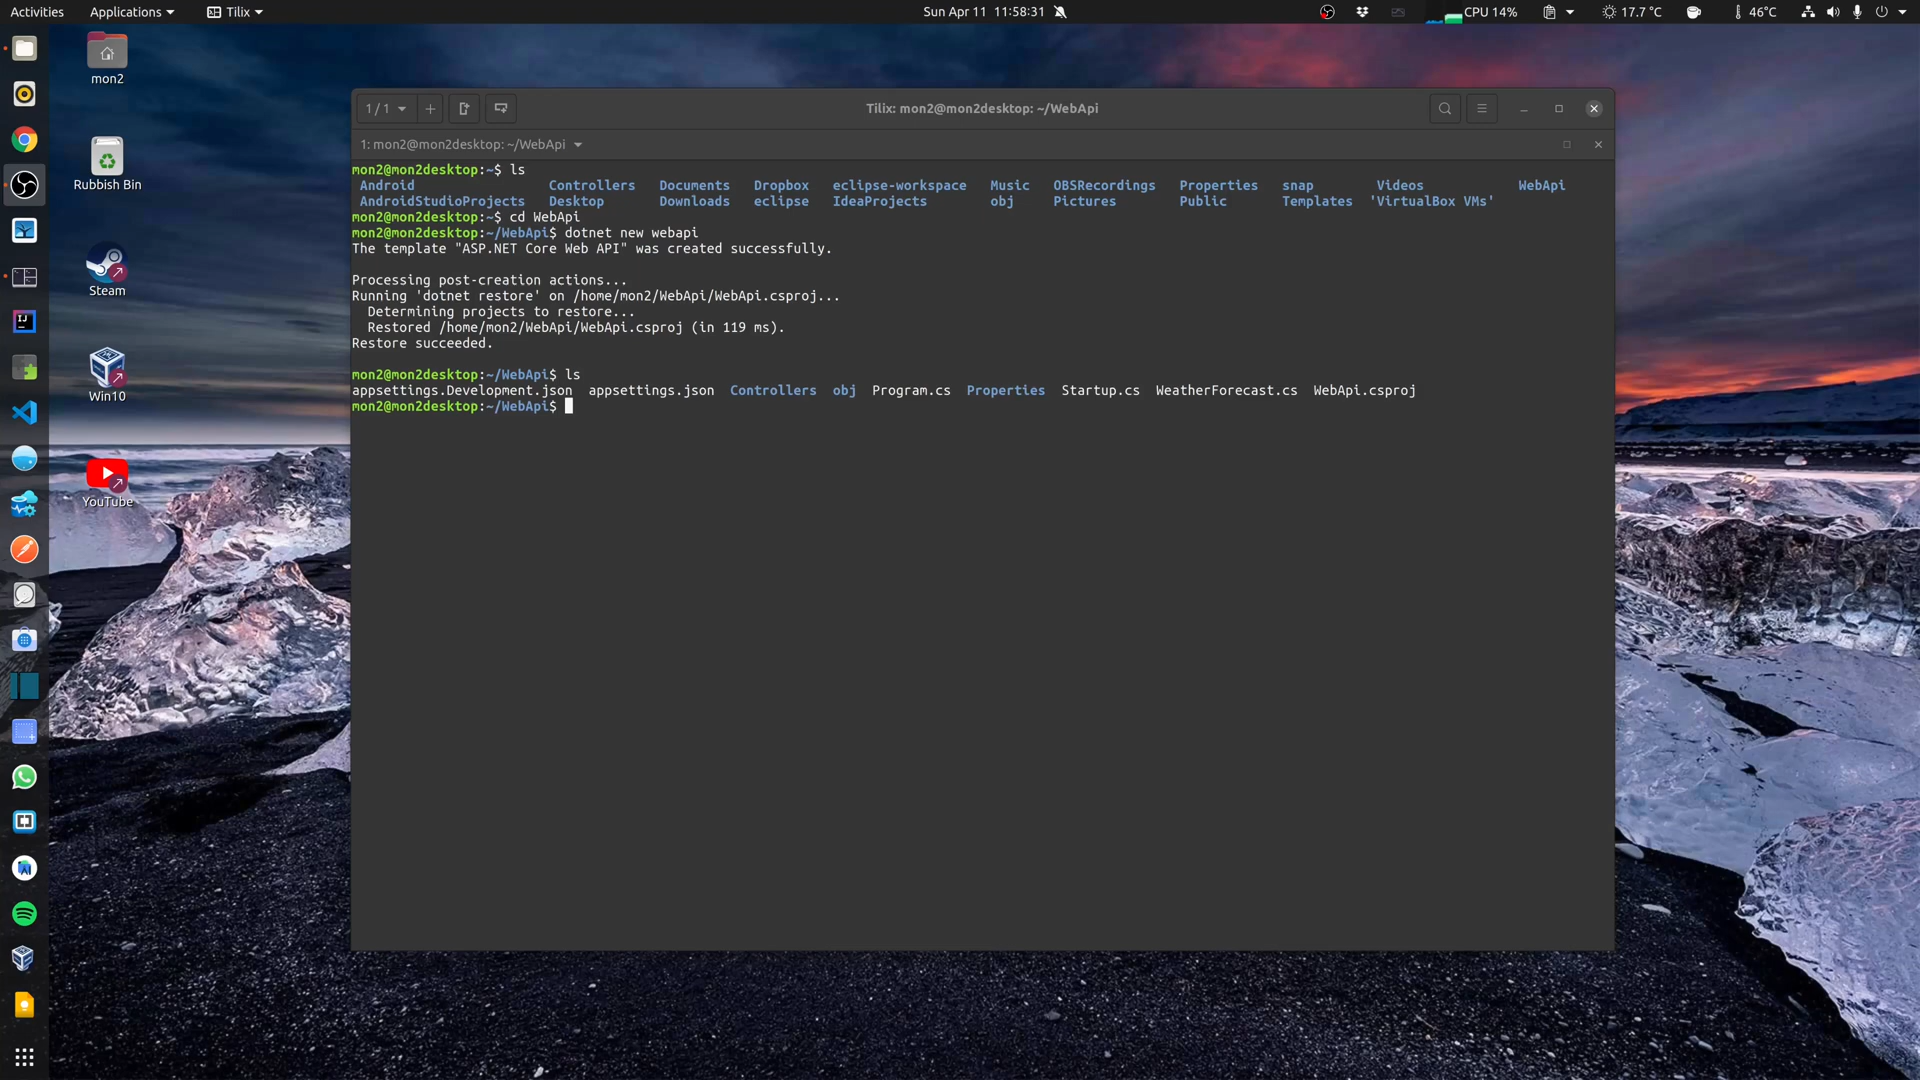 Activities Applications Tilix Sun Apr 11 11:58:31 CPU 14% 17.7 °C 46°C
mon2
Rubbish Bin
Steam
Win10
YouTube
1 / 1 Tilix: mon2@mon2desktop: ~/WebApi
1: mon2@mon2desktop: ~/WebApi
mon2@mon2desktop:~$ ls
Android Controllers Documents Dropbox eclipse-workspace Music OBSRecordings Properties snap Videos WebApi
AndroidStudioProjects Desktop Downloads eclipse IdeaProjects obj Pictures Public Templates 'VirtualBox VMs'
mon2@mon2desktop:~$ cd WebApi
mon2@mon2desktop:~/WebApi$ dotnet new webapi
The template "ASP.NET Core Web API" was created successfully.
Processing post-creation actions...
Running 'dotnet restore' on /home/mon2/WebApi/WebApi.csproj...
Determining projects to restore...
Restored /home/mon2/WebApi/WebApi.csproj (in 119 ms).
Restore succeeded.
mon2@mon2desktop:~/WebApi$ ls
appsettings.Development.json appsettings.json Controllers obj Program.cs Properties Startup.cs WeatherForecast.cs WebApi.csproj
mon2@mon2desktop:~/WebApi$